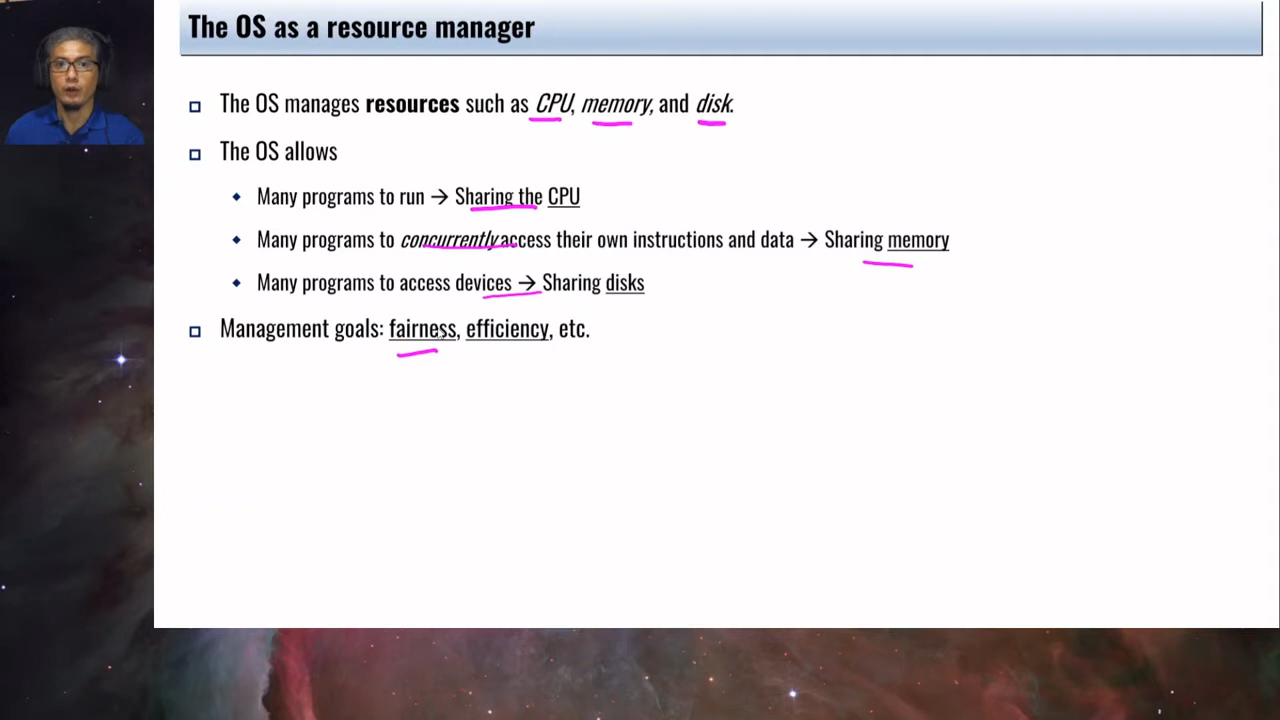 The OS as a resource manager
The OS manages resources such as CPU, memory, and disk.
The OS allows
Many programs to run → Sharing the CPU
Many programs to concurrently access their own instructions and data → Sharing memory
Many programs to access devices → Sharing disks
Management goals: fairness, efficiency, etc.